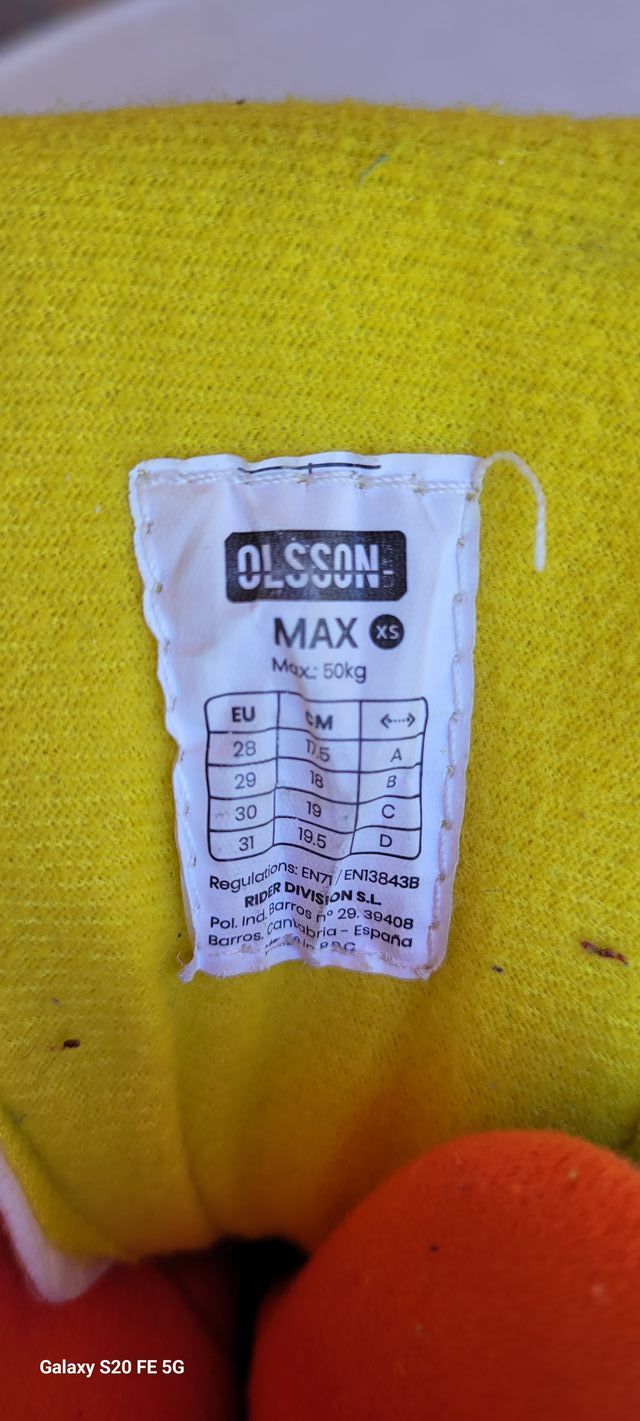 OLSSON
MAX XS
Max.: 50kg
EU CM <····>
28 17.5 A
29 18 B
30 19 C
31 19.5 D
Regulations: EN71 / EN13843B
RIDER DIVISION S.L.
Pol. Ind. Barros nº 29. 39408
Barros. Cantabria - España
in P.R.C
Galaxy S20 FE 5G